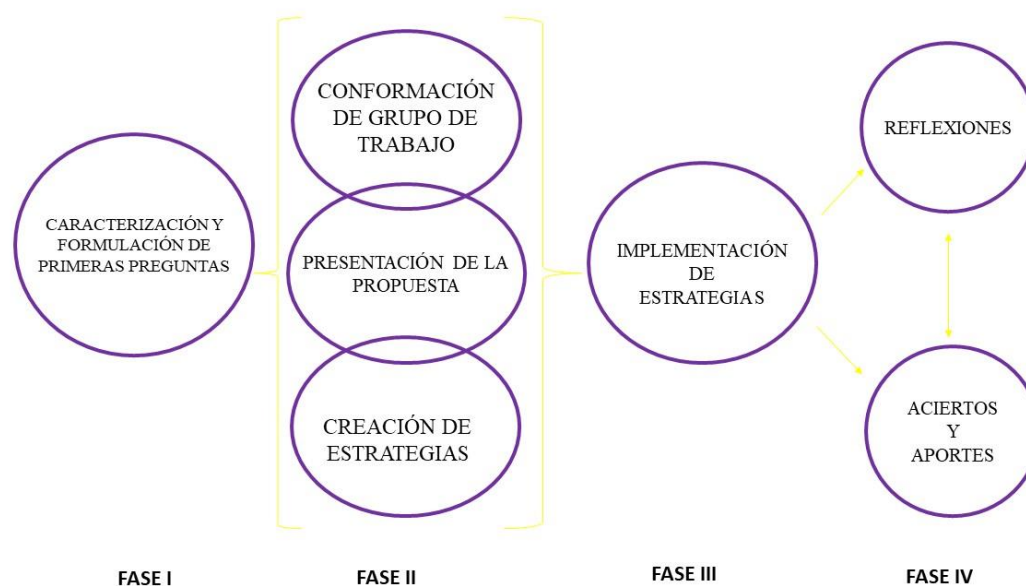 CARACTERIZACIÓN Y
FORMULACIÓN DE
PRIMERAS PREGUNTAS
CONFORMACIÓN
DE GRUPO DE
TRABAJO
PRESENTACIÓN DE LA
PROPUESTA
CREACIÓN DE
ESTRATEGIAS
IMPLEMENTACIÓN
DE
ESTRATEGIAS
REFLEXIONES
ACIERTOS
Y
APORTES
FASE I
FASE II
FASE III
FASE IV